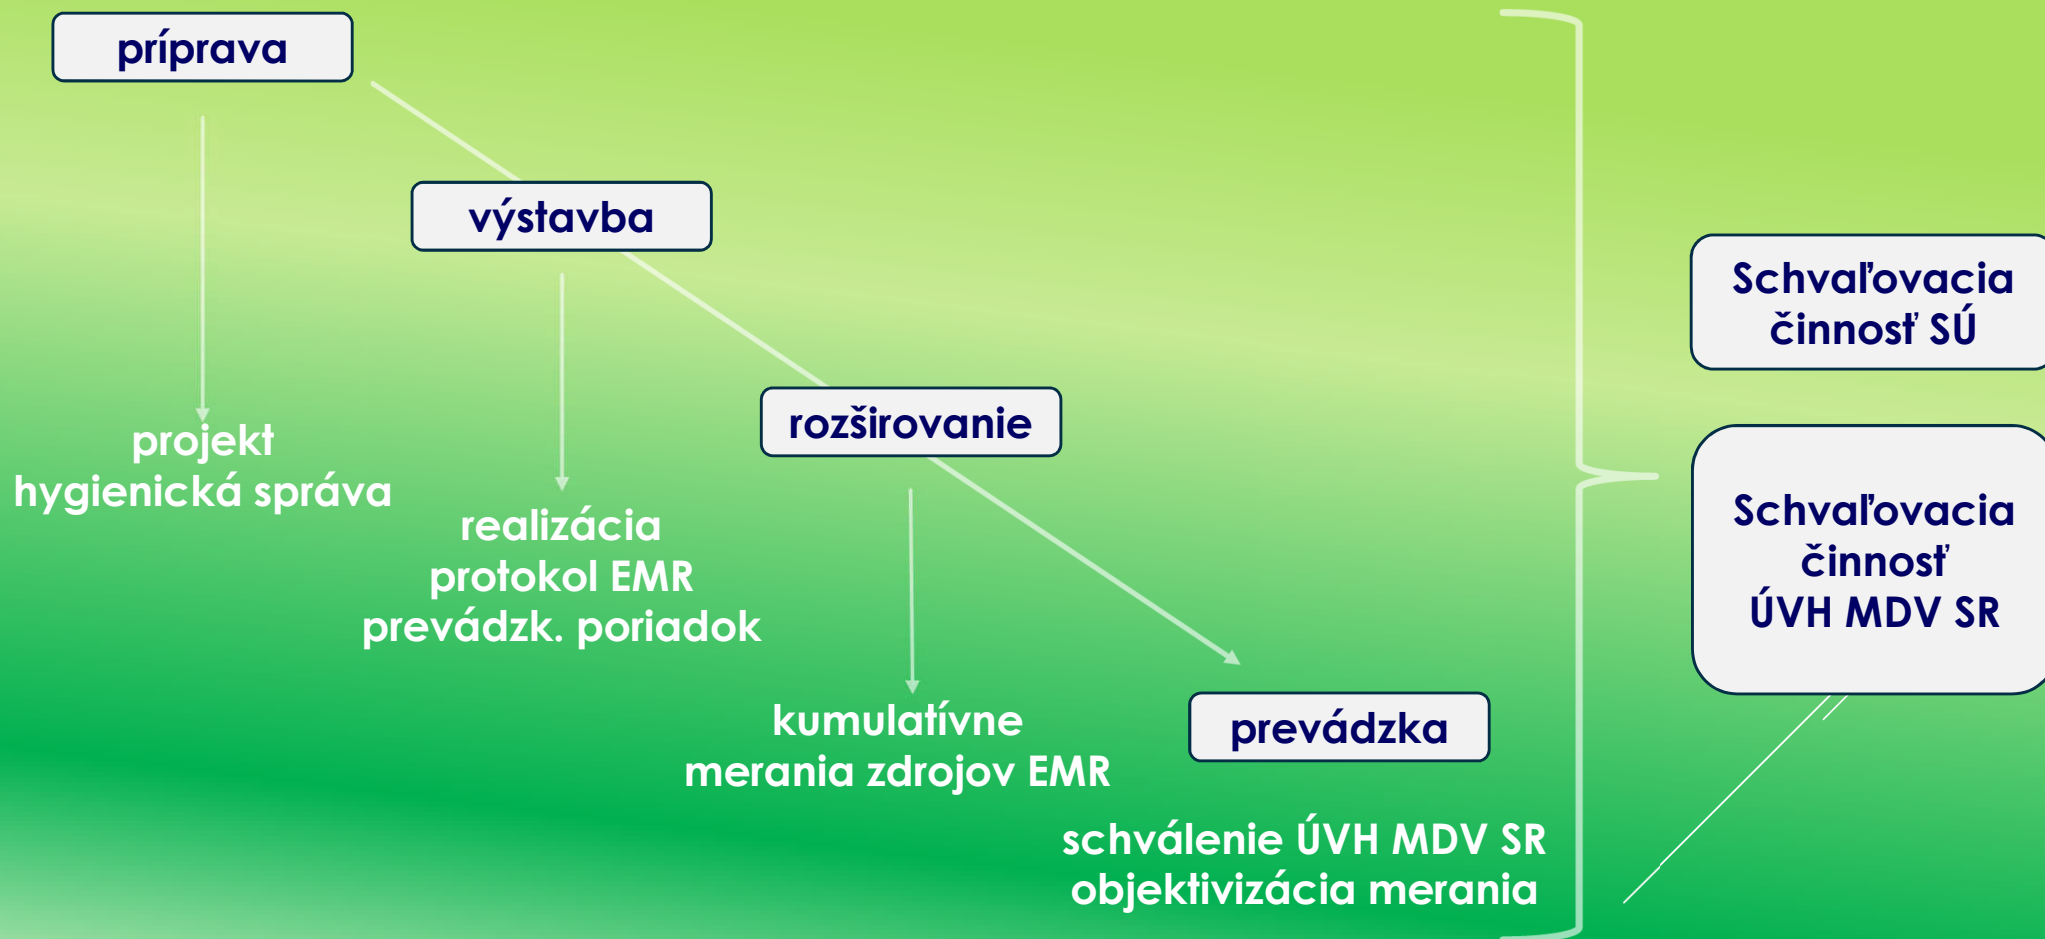 príprava
výstavba
rozširovanie
prevádzka
projekt
hygienická správa
realizácia
protokol EMR
prevádzk. poriadok
kumulatívne
merania zdrojov EMR
schválenie ÚVH MDV SR
objektivizácia merania
Schvaľovacia
činnosť SÚ
Schvaľovacia
činnosť
ÚVH MDV SR